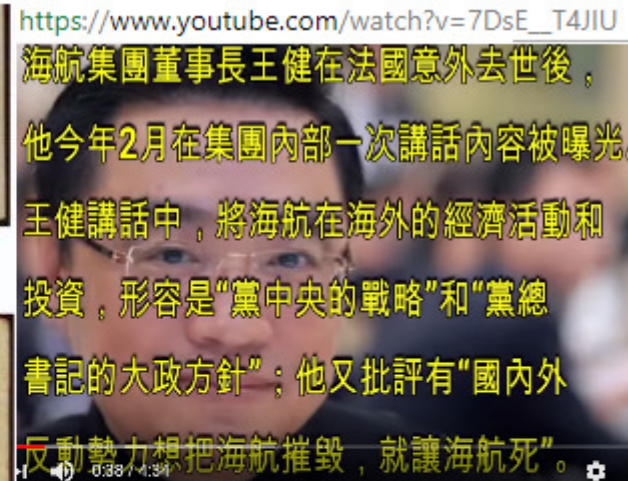 https://www.youtube.com/watch?v=7DsE__T4JIU
海航集團董事長王健在法國意外去世後，
他今年2月在集團內部一次講話內容被曝光，
王健講話中，將海航在海外的經濟活動和
投資，形容是“黨中央的戰略”和“黨總
書記的大政方針”；他又批評有“國內外
反動勢力想把海航摧毀，就讓海航死”。
0:38 / 4:34